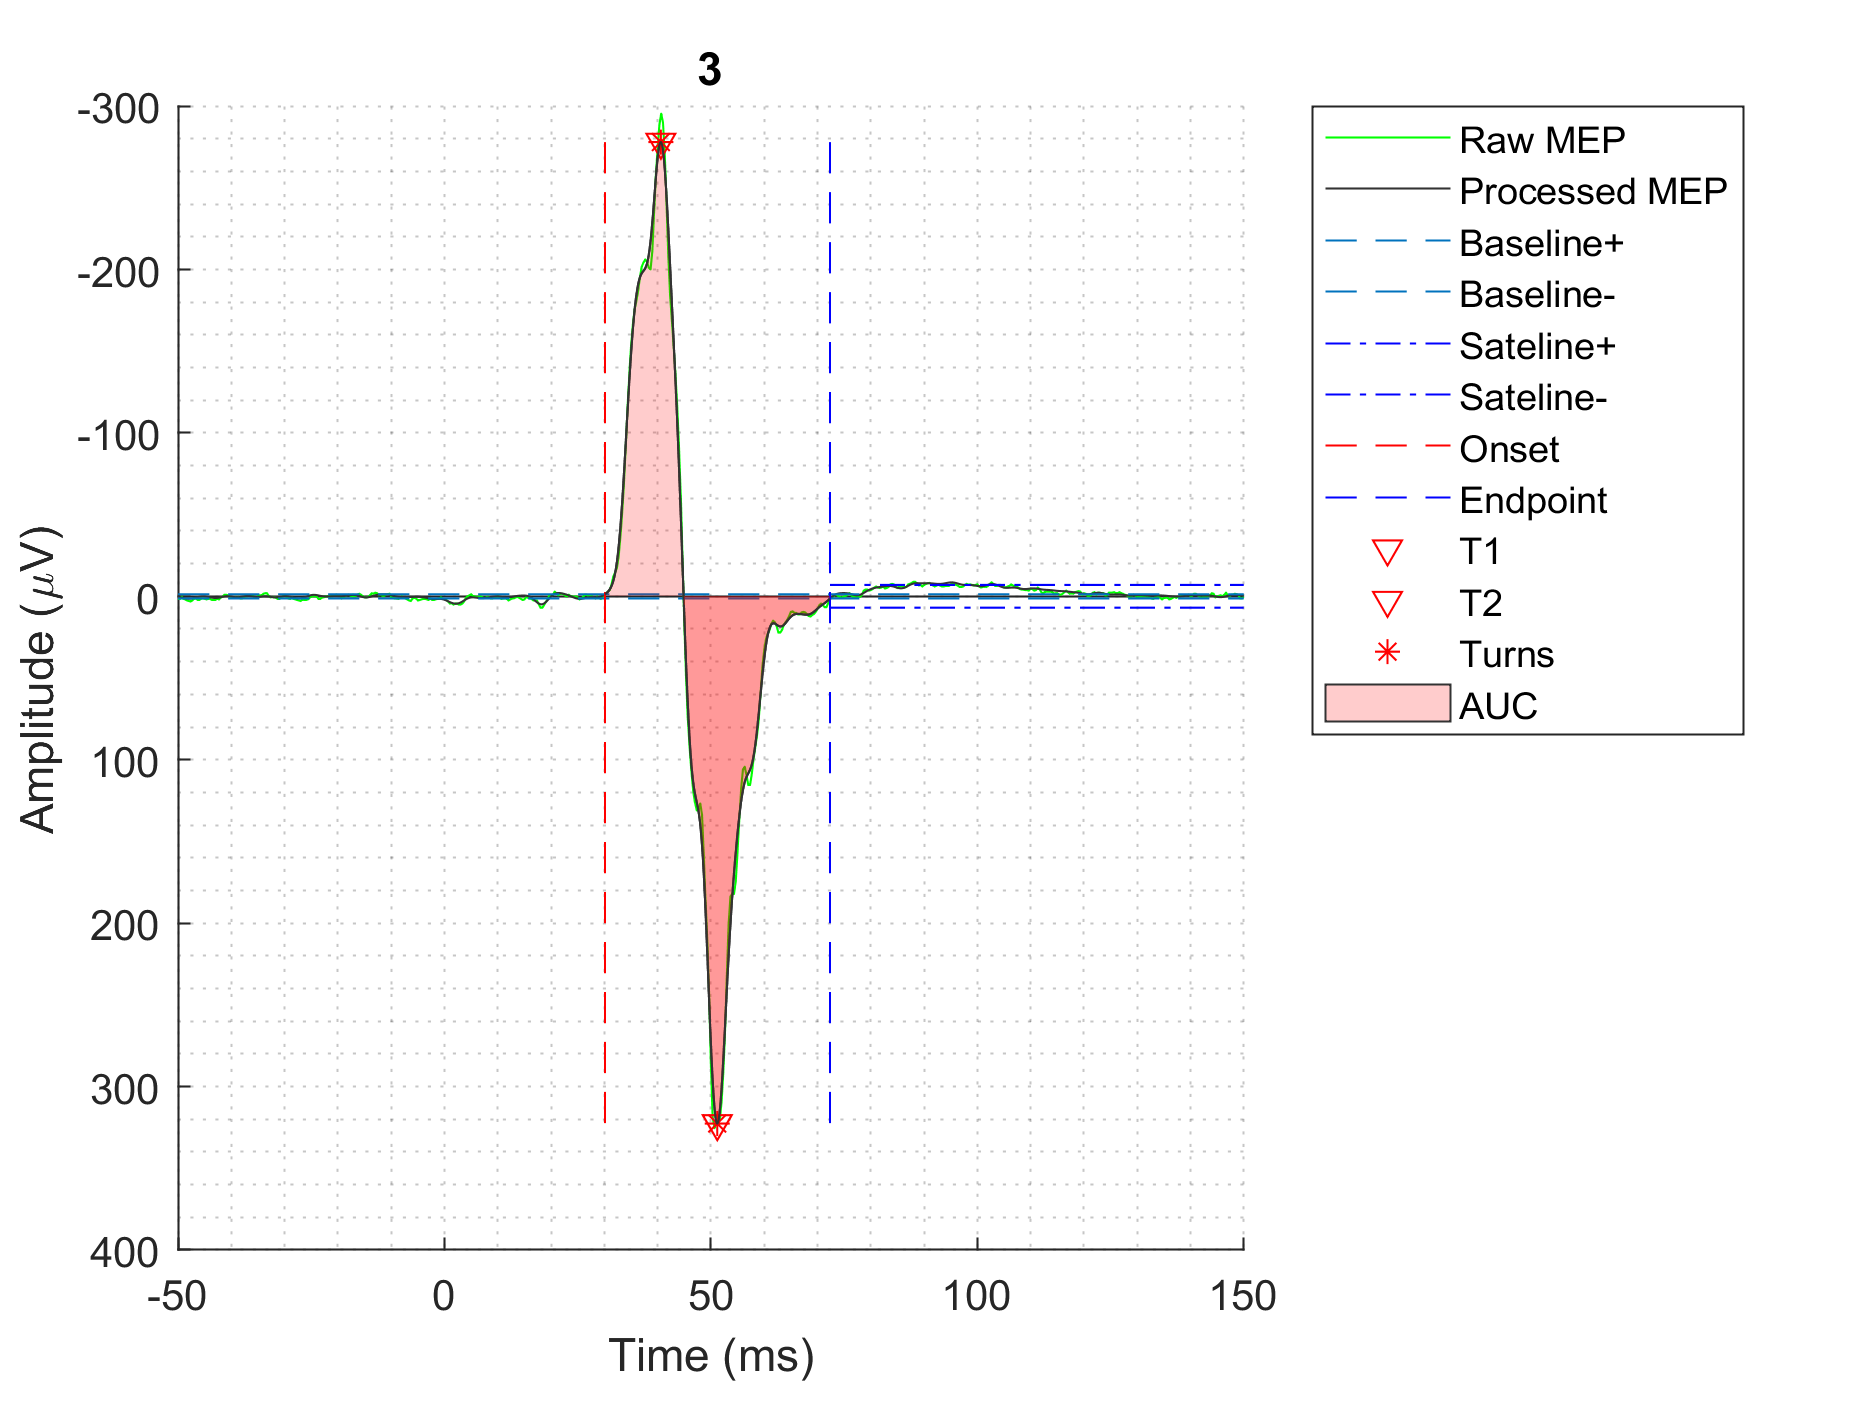 3
-300
-200
-100
0
100
200
300
400
Amplitude (μV)
-50 0 50 100 150
Time (ms)
Raw MEP
Processed MEP
Baseline+
Baseline-
Sateline+
Sateline-
Onset
Endpoint
T1
T2
Turns
AUC